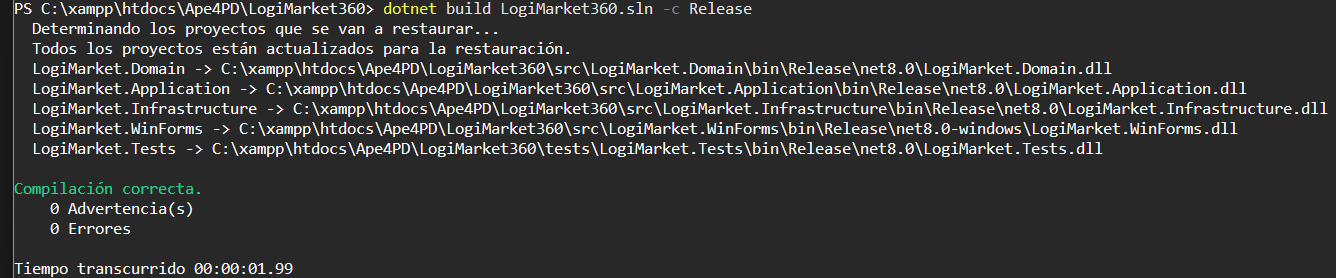 PS C:\xampp\htdocs\Ape4PD\LogiMarket360> dotnet build LogiMarket360.sln -c Release
  Determinando los proyectos que se van a restaurar...
  Todos los proyectos están actualizados para la restauración.
  LogiMarket.Domain -> C:\xampp\htdocs\Ape4PD\LogiMarket360\src\LogiMarket.Domain\bin\Release\net8.0\LogiMarket.Domain.dll
  LogiMarket.Application -> C:\xampp\htdocs\Ape4PD\LogiMarket360\src\LogiMarket.Application\bin\Release\net8.0\LogiMarket.Application.dll
  LogiMarket.Infrastructure -> C:\xampp\htdocs\Ape4PD\LogiMarket360\src\LogiMarket.Infrastructure\bin\Release\net8.0\LogiMarket.Infrastructure.dll
  LogiMarket.WinForms -> C:\xampp\htdocs\Ape4PD\LogiMarket360\src\LogiMarket.WinForms\bin\Release\net8.0-windows\LogiMarket.WinForms.dll
  LogiMarket.Tests -> C:\xampp\htdocs\Ape4PD\LogiMarket360\tests\LogiMarket.Tests\bin\Release\net8.0\LogiMarket.Tests.dll

Compilación correcta.
    0 Advertencia(s)
    0 Errores

Tiempo transcurrido 00:00:01.99